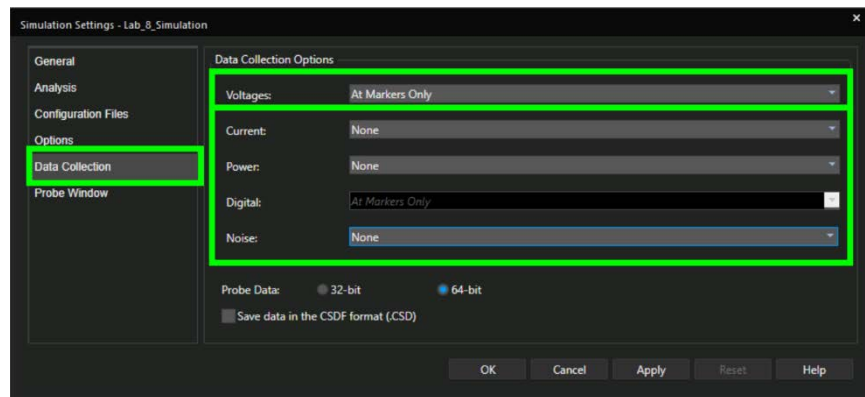 Simulation Settings - Lab_8_Simulation
×
General
Analysis
Configuration Files
Options
Data Collection
Probe Window
Data Collection Options
Voltages: At Markers Only
Current: None
Power: None
Digital: At Markers Only
Noise: None
Probe Data: 32-bit 64-bit
Save data in the CSDF format (.CSD)
OK Cancel Apply Reset Help